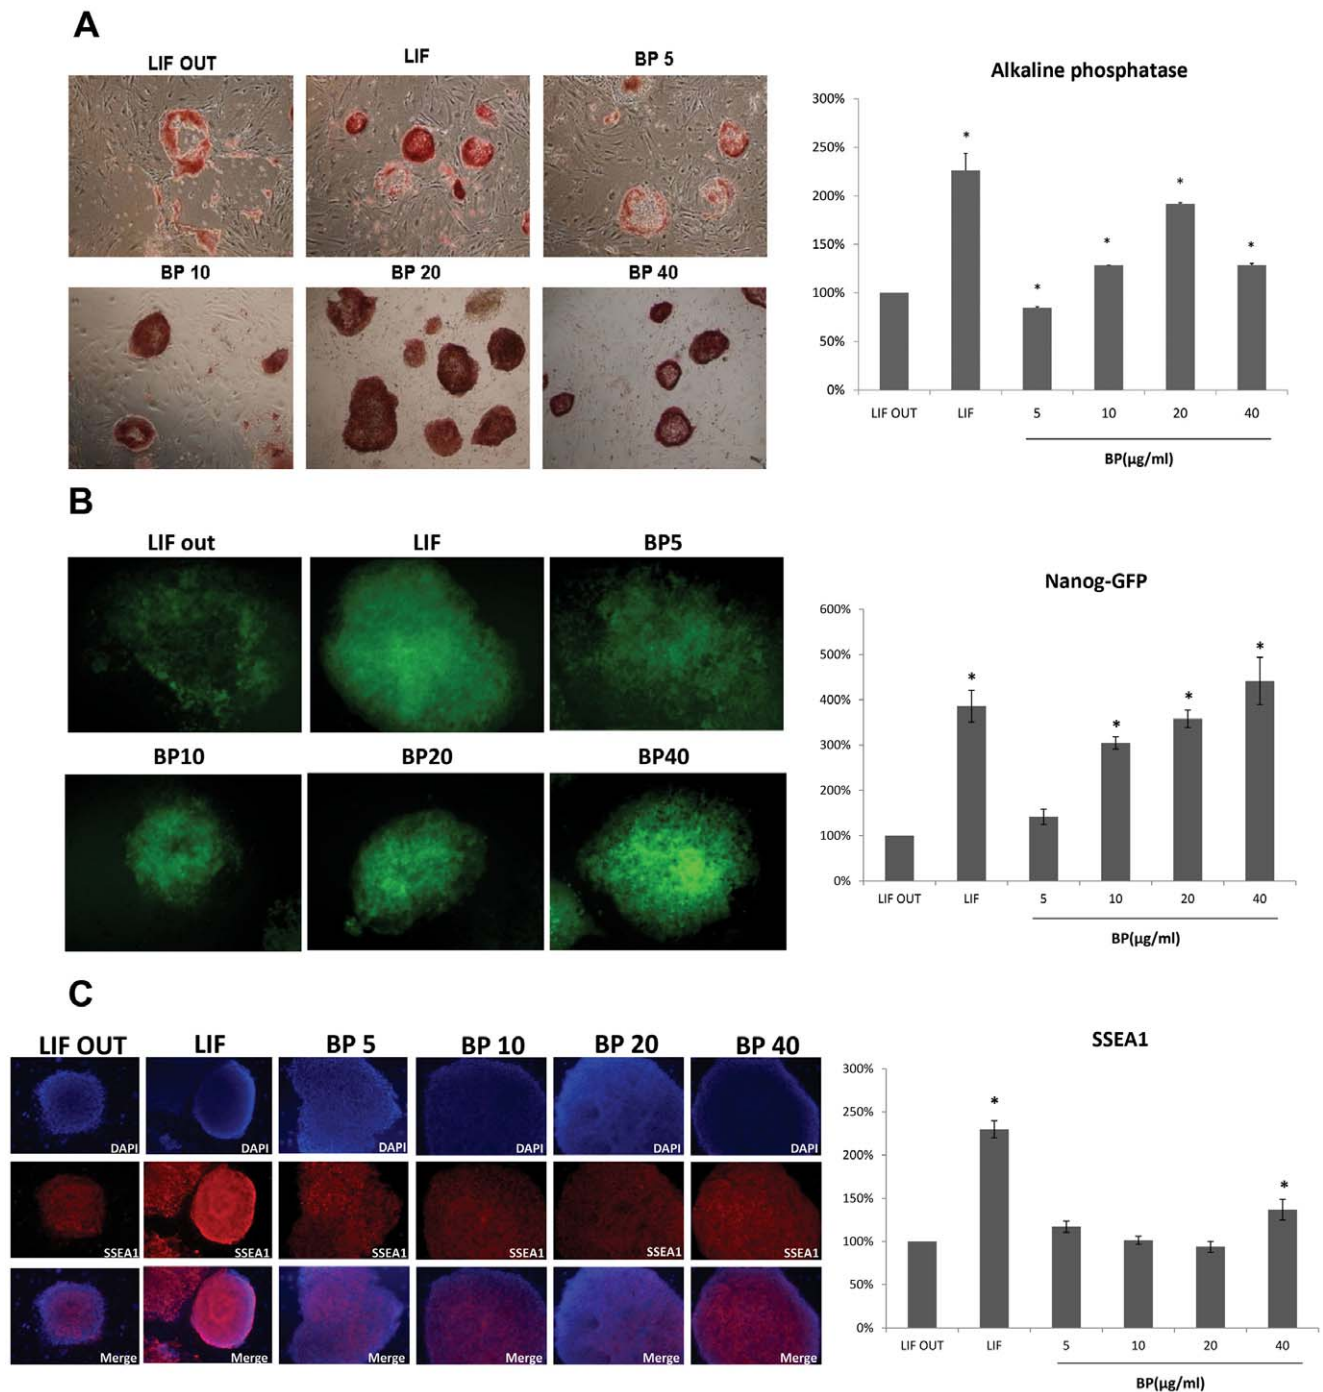 A
LIF OUT
LIF
BP 5
BP 10
BP 20
BP 40
Alkaline phosphatase
300%
250%
200%
150%
100%
50%
0%
*
*
*
*
*
LIF OUT
LIF
5
10
20
40
BP(µg/ml)
B
LIF out
LIF
BP5
BP10
BP20
BP40
Nanog-GFP
600%
500%
400%
300%
200%
100%
0%
*
*
*
*
LIF OUT
LIF
5
10
20
40
BP(µg/ml)
C
LIF OUT
LIF
BP 5
BP 10
BP 20
BP 40
DAPI
DAPI
DAPI
DAPI
DAPI
DAPI
SSEA1
SSEA1
SSEA1
SSEA1
SSEA1
SSEA1
Merge
Merge
Merge
Merge
Merge
Merge
SSEA1
300%
250%
200%
150%
100%
50%
0%
*
*
LIF OUT
LIF
5
10
20
40
BP(µg/ml)